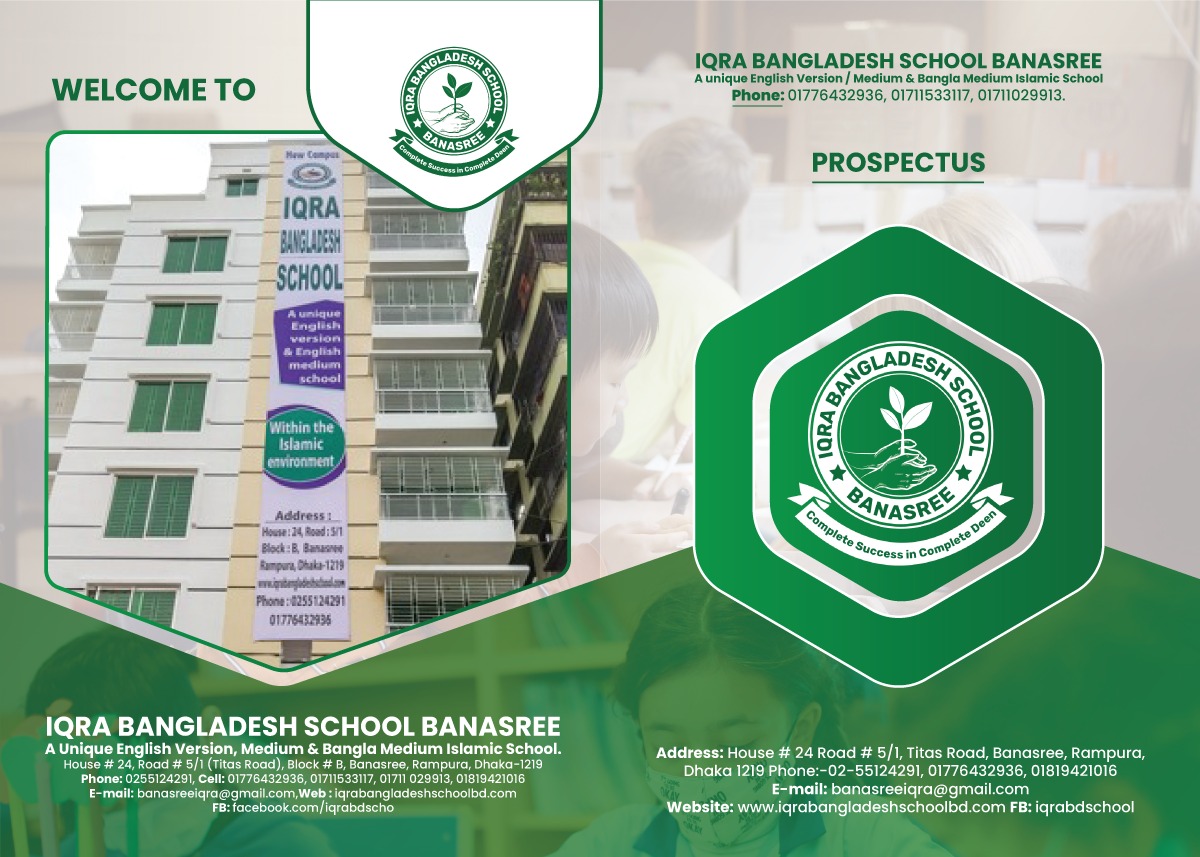 WELCOME TO
IQRA BANGLADESH SCHOOL
BANASREE
Complete Success in Complete Deen
New Campus
IQRA
BANGLADESH
SCHOOL
A unique
English
version
& English
medium
school
Within the
Islamic
environment
Address :
House : 24, Road : 5/1
Block : B, Banasree
Rampura, Dhaka-1219
www.iqrabangladeshschool.com
Phone : 0255124291
01776432936
IQRA BANGLADESH SCHOOL BANASREE
A Unique English Version, Medium & Bangla Medium Islamic School.
House # 24, Road # 5/1 (Titas Road), Block # B, Banasree, Rampura, Dhaka-1219
Phone: 0255124291, Cell: 01776432936, 01711533117, 01711 029913, 01819421016
E-mail: banasreeiqra@gmail.com,Web : iqrabangladeshschoolbd.com
FB: facebook.com/iqrabdscho
IQRA BANGLADESH SCHOOL BANASREE
A unique English Version / Medium & Bangla Medium Islamic School
Phone: 01776432936, 01711533117, 01711029913.
PROSPECTUS
IQRA BANGLADESH SCHOOL
BANASREE
Complete Success in Complete Deen
Address: House # 24 Road # 5/1, Titas Road, Banasree, Rampura,
Dhaka 1219 Phone:-02-55124291, 01776432936, 01819421016
E-mail: banasreeiqra@gmail.com
Website: www.iqrabangladeshschoolbd.com FB: iqrabdschool